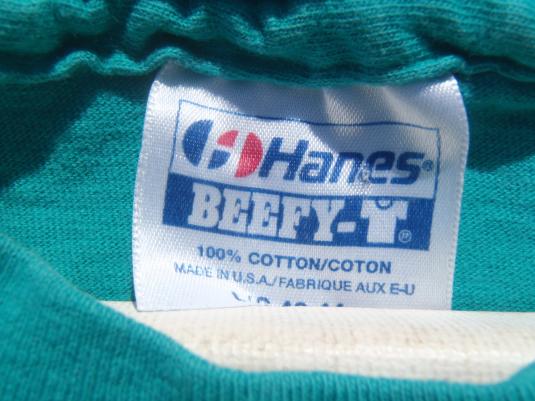 Hanes®
BEEFY-T®
100% COTTON/COTON
MADE IN U.S.A./FABRIQUE AUX E-U